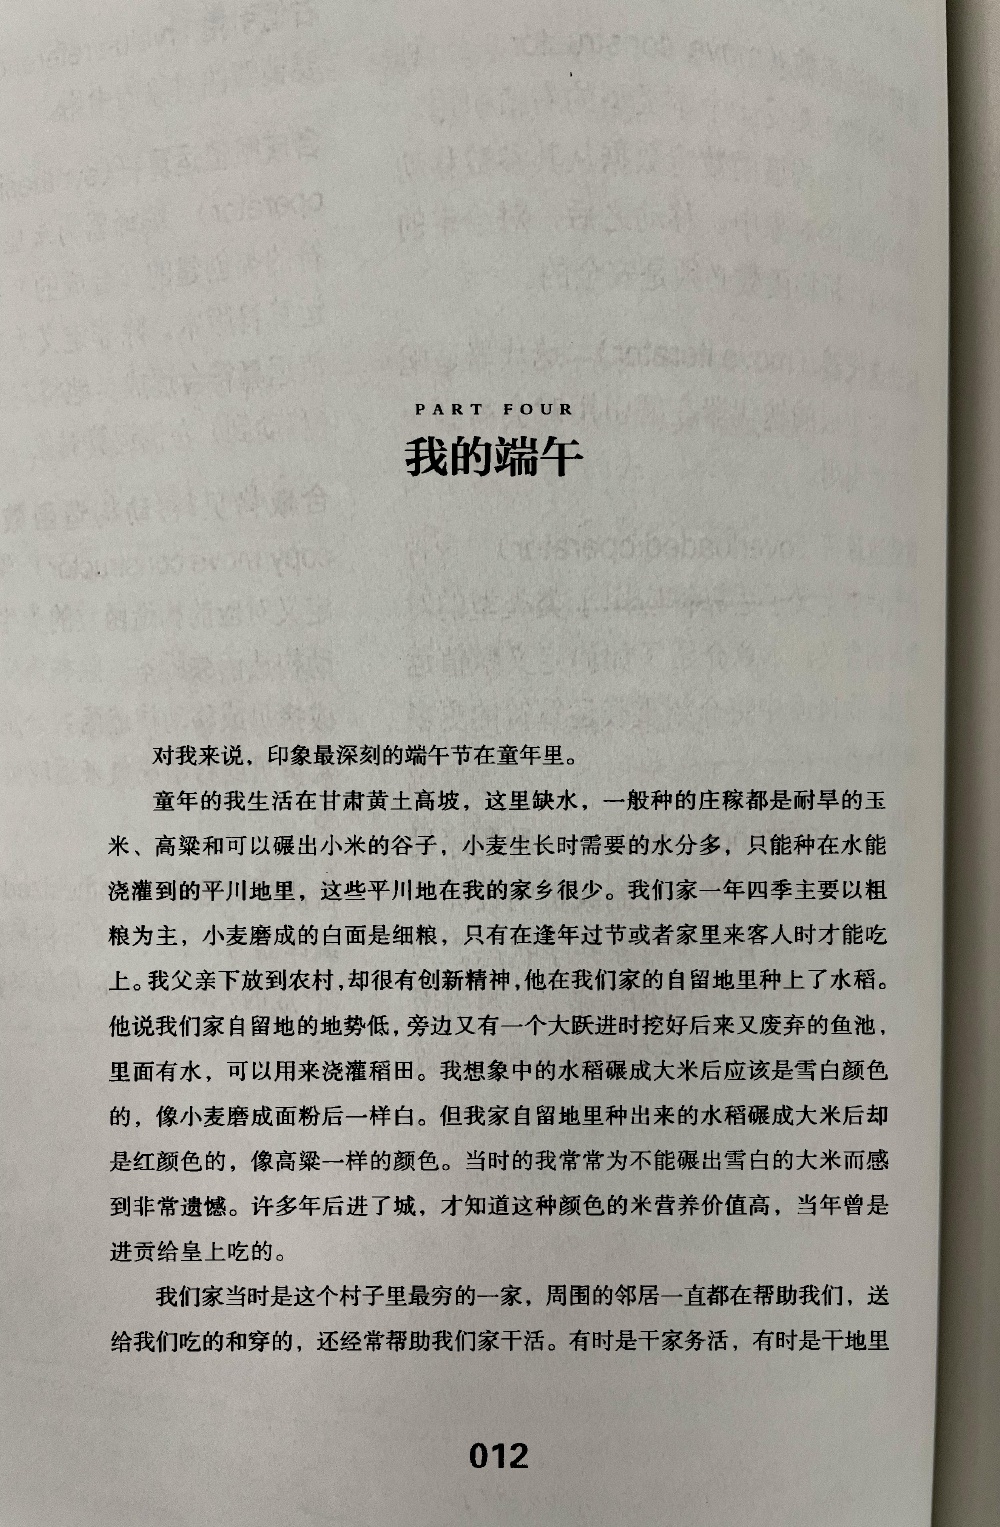 PART FOUR
我的端午
对我来说，印象最深刻的端午节在童年里。
童年的我生活在甘肃黄土高坡，这里缺水，一般种的庄稼都是耐旱的玉
米、高粱和可以碾出小米的谷子，小麦生长时需要的水分多，只能种在水能
浇灌到的平川地里，这些平川地在我的家乡很少。我们家一年四季主要以粗
粮为主，小麦磨成的白面是细粮，只有在逢年过节或者家里来客人时才能吃
上。我父亲下放到农村，却很有创新精神，他在我们家的自留地里种上了水稻。
他说我们家自留地的地势低，旁边又有一个大跃进时挖好后来又废弃的鱼池，
里面有水，可以用来浇灌稻田。我想象中的水稻碾成大米后应该是雪白颜色
的，像小麦磨成面粉后一样白。但我家自留地里种出来的水稻碾成大米后却
是红颜色的，像高粱一样的颜色。当时的我常常为不能碾出雪白的大米而感
到非常遗憾。许多年后进了城，才知道这种颜色的米营养价值高，当年曾是
进贡给皇上吃的。
我们家当时是这个村子里最穷的一家，周围的邻居一直都在帮助我们，送
给我们吃的和穿的，还经常帮助我们家干活。有时是干家务活，有时是干地里
012